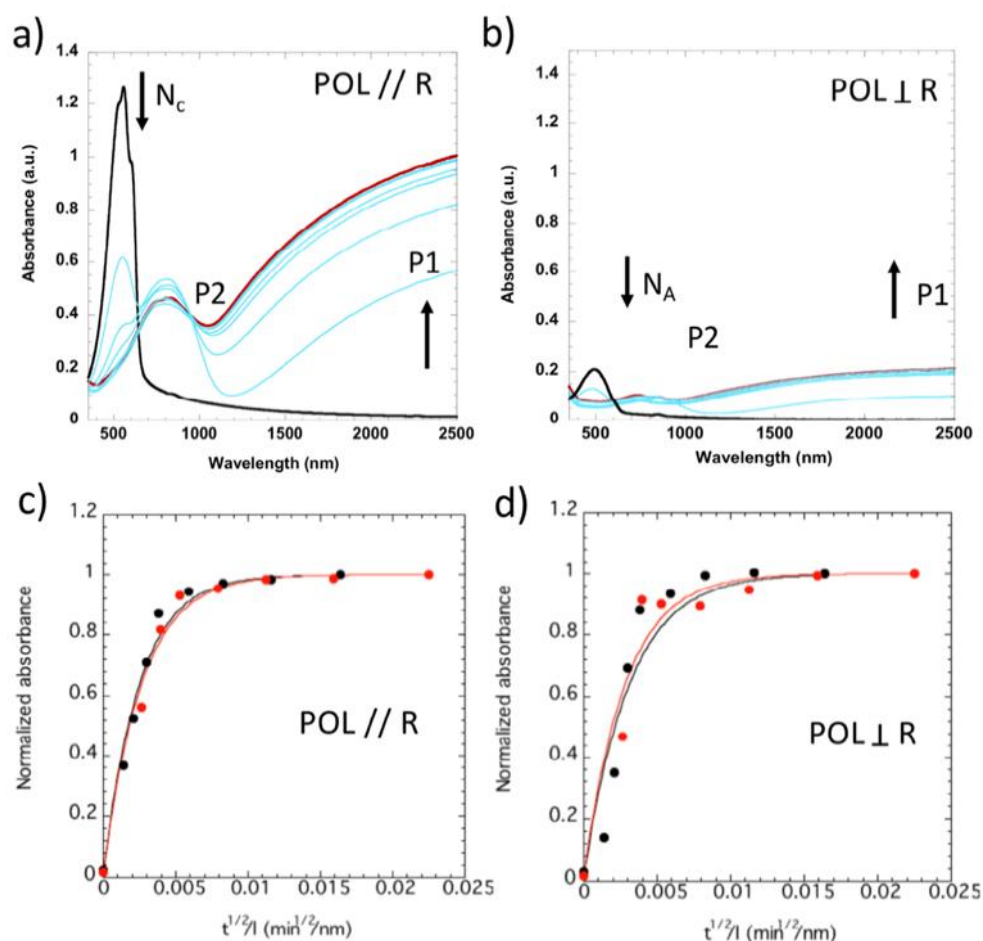 a)
POL // R
N_c
P2
P1
Absorbance (a.u.)
1.4
1.2
1
0.8
0.6
0.4
0.2
0
500
1000
1500
2000
2500
Wavelength (nm)
b)
POL ⊥ R
N_A
P2
P1
Absorbance (a.u.)
1.4
1.2
1
0.8
0.6
0.4
0.2
0
500
1000
1500
2000
2500
Wavelength (nm)
c)
POL // R
Normalized absorbance
1.2
1
0.8
0.6
0.4
0.2
0
0
0.005
0.01
0.015
0.02
0.025
t^1/2/l (min^1/2/nm)
d)
POL ⊥ R
Normalized absorbance
1.2
1
0.8
0.6
0.4
0.2
0
0
0.005
0.01
0.015
0.02
0.025
t^1/2/l (min^1/2/nm)